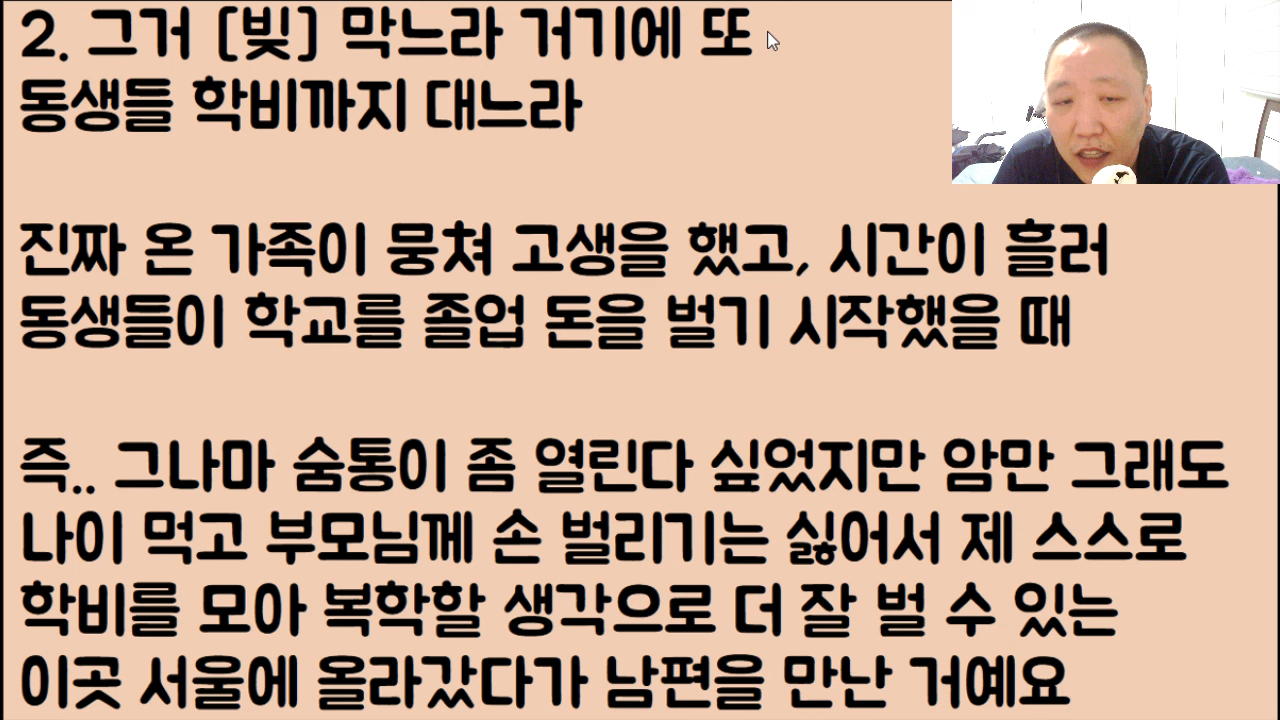 2. 그거 [빚] 막느라 거기에 또
동생들 학비까지 대느라
진짜 온 가족이 뭉쳐 고생을 했고, 시간이 흘러
동생들이 학교를 졸업 돈을 벌기 시작했을 때
즉.. 그나마 숨통이 좀 열린다 싶었지만 암만 그래도
나이 먹고 부모님께 손 벌리기는 싫어서 제 스스로
학비를 모아 복학할 생각으로 더 잘 벌 수 있는
이곳 서울에 올라갔다가 남편을 만난 거예요